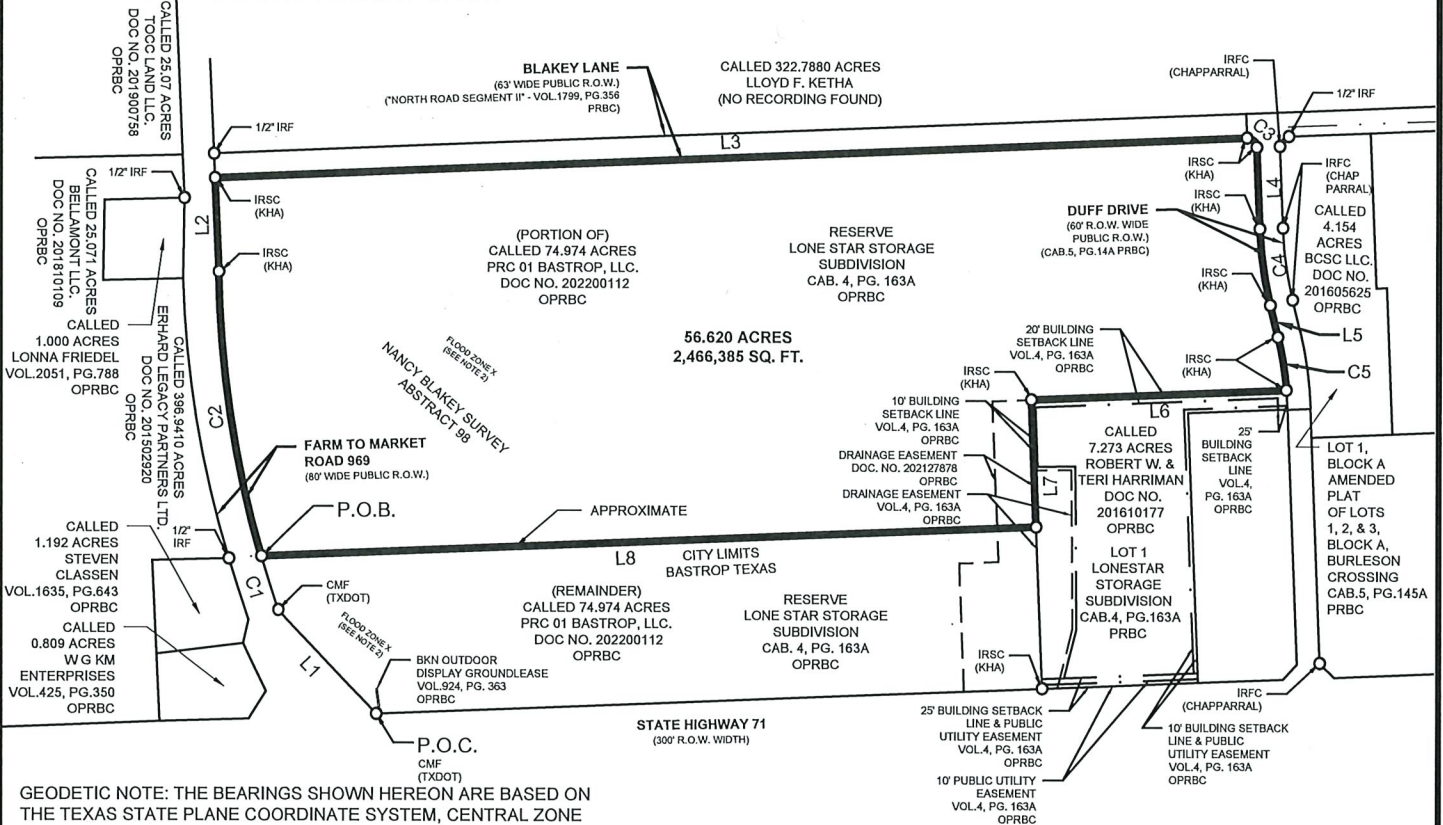 CALLED 25.07 ACRES
TOCC LAND LLC.
DOC NO. 201900758
OPRBC
BLAKEY LANE
(63' WIDE PUBLIC R.O.W.)
("NORTH ROAD SEGMENT II" - VOL.1799, PG.356
PRBC)
CALLED 322.7880 ACRES
LLOYD F. KETHA
(NO RECORDING FOUND)
IRFC
(CHAPPARRAL)
1/2" IRF
1/2" IRF
L3
C3
1/2" IRF
IRSC
(KHA)
IRSC
(KHA)
L4
IRFC
(CHAP
PARRAL)
CALLED 25.071 ACRES
BELLAMONT LLC.
DOC NO. 201810109
OPRBC
L2
IRSC
(KHA)
(PORTION OF)
CALLED 74.974 ACRES
PRC 01 BASTROP, LLC.
DOC NO. 202200112
OPRBC
RESERVE
LONE STAR STORAGE
SUBDIVISION
CAB. 4, PG. 163A
OPRBC
DUFF DRIVE
(60' R.O.W. WIDE
PUBLIC R.O.W.)
(CAB.5, PG.14A PRBC)
IRSC
(KHA)
C4
CALLED
4.154
ACRES
BCSC LLC.
DOC NO.
201605625
OPRBC
IRSC
(KHA)
CALLED
1.000 ACRES
LONNA FRIEDEL
VOL.2051, PG.788
OPRBC
CALLED 396.9410 ACRES
ERHARD LEGACY PARTNERS LTD.
DOC NO. 201502920
OPRBC
NANCY BLAKEY SURVEY
ABSTRACT 98
FLOOD ZONE X
(SEE NOTE 2)
56.620 ACRES
2,466,385 SQ. FT.
20' BUILDING
SETBACK LINE
VOL.4, PG. 163A
OPRBC
L5
IRSC
(KHA)
C5
C2
IRSC
(KHA)
L6
10' BUILDING
SETBACK LINE
VOL.4, PG. 163A
OPRBC
FARM TO MARKET
ROAD 969
(80' WIDE PUBLIC R.O.W.)
DRAINAGE EASEMENT
DOC. NO. 202127878
OPRBC
DRAINAGE EASEMENT
VOL.4, PG. 163A
OPRBC
L7
CALLED
7.273 ACRES
ROBERT W. &
TERI HARRIMAN
DOC NO.
201610177
OPRBC
LOT 1
LONESTAR
STORAGE
SUBDIVISION
CAB.4, PG.163A
PRBC
25'
BUILDING
SETBACK
LINE
VOL.4,
PG. 163A
OPRBC
LOT 1,
BLOCK A
AMENDED
PLAT
OF LOTS
1, 2, & 3,
BLOCK A,
BURLESON
CROSSING
CAB.5, PG.145A
PRBC
P.O.B.
APPROXIMATE
L8
CITY LIMITS
BASTROP TEXAS
1/2"
IRF
CALLED
1.192 ACRES
STEVEN
CLASSEN
VOL.1635, PG.643
OPRBC
C1
CMF
(TXDOT)
FLOOD ZONE X
(SEE NOTE 2)
(REMAINDER)
CALLED 74.974 ACRES
PRC 01 BASTROP, LLC.
DOC NO. 202200112
OPRBC
RESERVE
LONE STAR STORAGE
SUBDIVISION
CAB. 4, PG. 163A
OPRBC
CALLED
0.809 ACRES
W G KM
ENTERPRISES
VOL.425, PG.350
OPRBC
L1
BKN OUTDOOR
DISPLAY GROUNDLEASE
VOL.924, PG. 363
OPRBC
IRSC
(KHA)
IRFC
(CHAPPARRAL)
STATE HIGHWAY 71
(300' R.O.W. WIDTH)
P.O.C.
CMF
(TXDOT)
25' BUILDING SETBACK
LINE & PUBLIC
UTILITY EASEMENT
VOL.4, PG. 163A
OPRBC
10' BUILDING SETBACK
LINE & PUBLIC
UTILITY EASEMENT
VOL.4, PG. 163A
OPRBC
10' PUBLIC UTILITY
EASEMENT
VOL.4, PG. 163A
OPRBC
GEODETIC NOTE: THE BEARINGS SHOWN HEREON ARE BASED ON
THE TEXAS STATE PLANE COORDINATE SYSTEM, CENTRAL ZONE